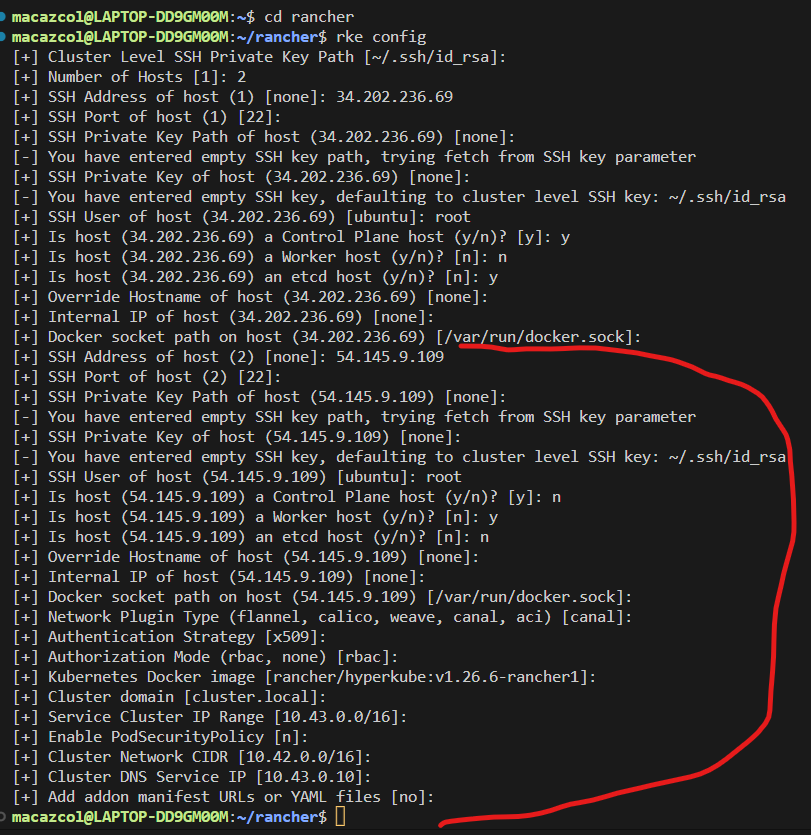 macazcol@LAPTOP-DD9GM00M:~$ cd rancher
macazcol@LAPTOP-DD9GM00M:~/rancher$ rke config
[+] Cluster Level SSH Private Key Path [~/.ssh/id_rsa]:
[+] Number of Hosts [1]: 2
[+] SSH Address of host (1) [none]: 34.202.236.69
[+] SSH Port of host (1) [22]:
[+] SSH Private Key Path of host (34.202.236.69) [none]:
[-] You have entered empty SSH key path, trying fetch from SSH key parameter
[+] SSH Private Key of host (34.202.236.69) [none]:
[-] You have entered empty SSH key, defaulting to cluster level SSH key: ~/.ssh/id_rsa
[+] SSH User of host (34.202.236.69) [ubuntu]: root
[+] Is host (34.202.236.69) a Control Plane host (y/n)? [y]: y
[+] Is host (34.202.236.69) a Worker host (y/n)? [n]: n
[+] Is host (34.202.236.69) an etcd host (y/n)? [n]: y
[+] Override Hostname of host (34.202.236.69) [none]:
[+] Internal IP of host (34.202.236.69) [none]:
[+] Docker socket path on host (34.202.236.69) [/var/run/docker.sock]:
[+] SSH Address of host (2) [none]: 54.145.9.109
[+] SSH Port of host (2) [22]:
[+] SSH Private Key Path of host (54.145.9.109) [none]:
[-] You have entered empty SSH key path, trying fetch from SSH key parameter
[+] SSH Private Key of host (54.145.9.109) [none]:
[-] You have entered empty SSH key, defaulting to cluster level SSH key: ~/.ssh/id_rsa
[+] SSH User of host (54.145.9.109) [ubuntu]: root
[+] Is host (54.145.9.109) a Control Plane host (y/n)? [y]: n
[+] Is host (54.145.9.109) a Worker host (y/n)? [n]: y
[+] Is host (54.145.9.109) an etcd host (y/n)? [n]: n
[+] Override Hostname of host (54.145.9.109) [none]:
[+] Internal IP of host (54.145.9.109) [none]:
[+] Docker socket path on host (54.145.9.109) [/var/run/docker.sock]:
[+] Network Plugin Type (flannel, calico, weave, canal, aci) [canal]:
[+] Authentication Strategy [x509]:
[+] Authorization Mode (rbac, none) [rbac]:
[+] Kubernetes Docker image [rancher/hyperkube:v1.26.6-rancher1]:
[+] Cluster domain [cluster.local]:
[+] Service Cluster IP Range [10.43.0.0/16]:
[+] Enable PodSecurityPolicy [n]:
[+] Cluster Network CIDR [10.42.0.0/16]:
[+] Cluster DNS Service IP [10.43.0.10]:
[+] Add addon manifest URLs or YAML files [no]:
macazcol@LAPTOP-DD9GM00M:~/rancher$